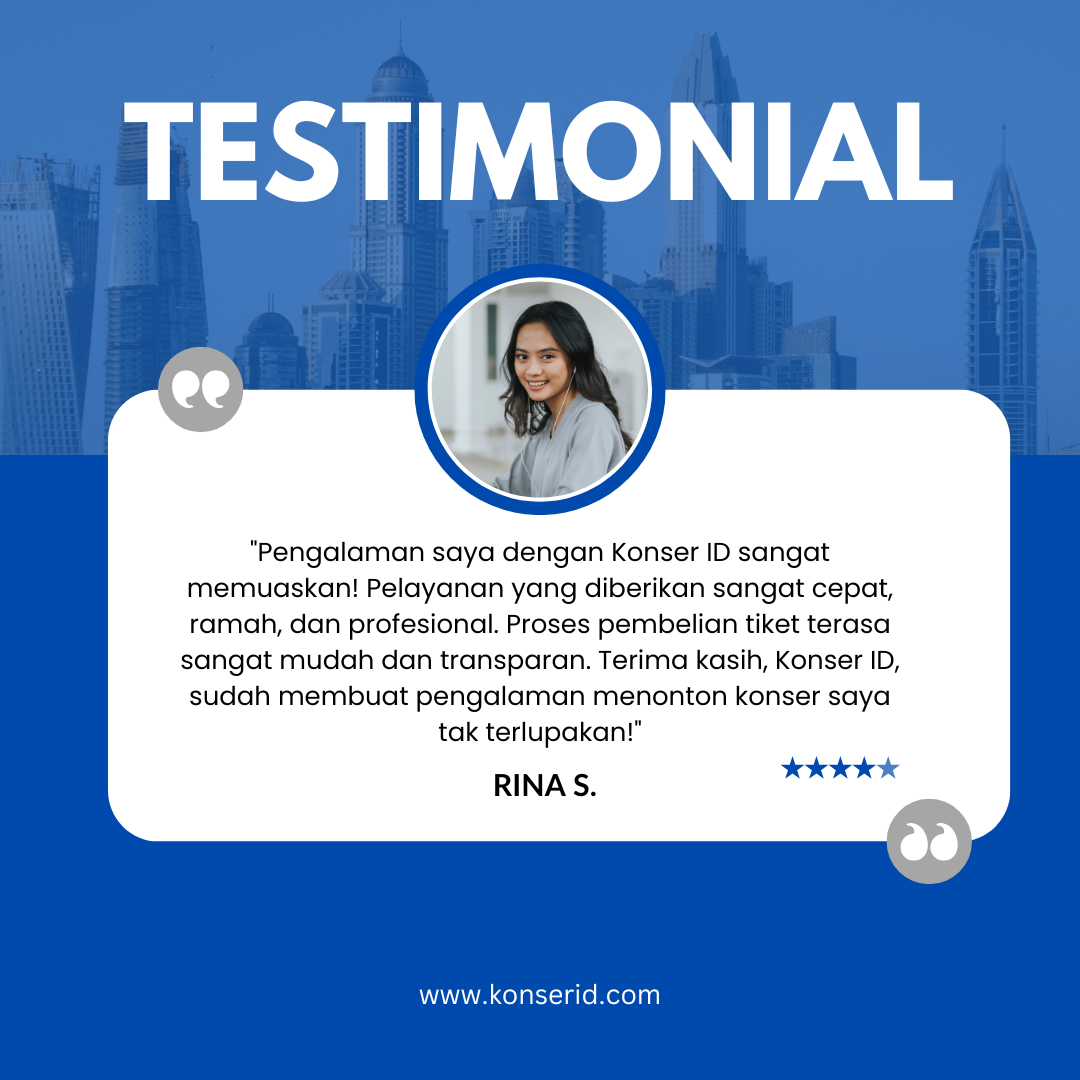 TESTIMONIAL
"Pengalaman saya dengan Konser ID sangat
memuaskan! Pelayanan yang diberikan sangat cepat,
ramah, dan profesional. Proses pembelian tiket terasa
sangat mudah dan transparan. Terima kasih, Konser ID,
sudah membuat pengalaman menonton konser saya
tak terlupakan!"
RINA S.
www.konserid.com